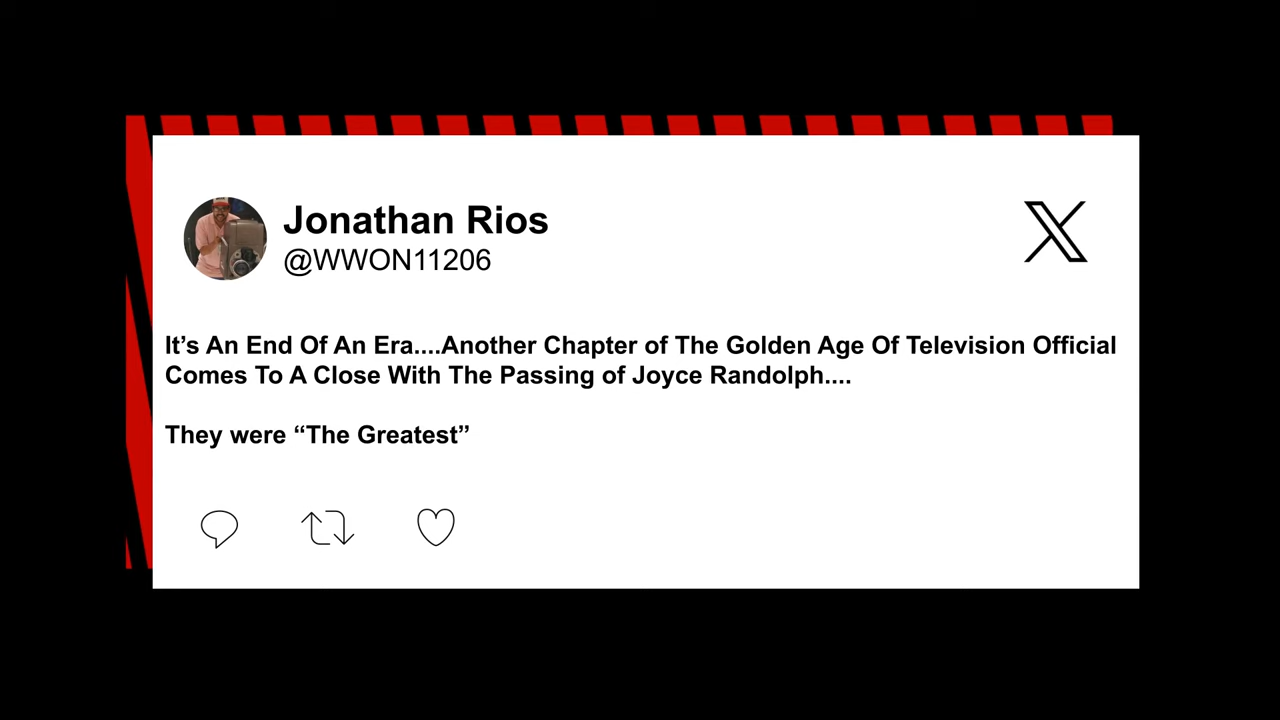 Jonathan Rios
@WWON11206
It’s An End Of An Era....Another Chapter of The Golden Age Of Television Official
Comes To A Close With The Passing of Joyce Randolph....
They were “The Greatest”